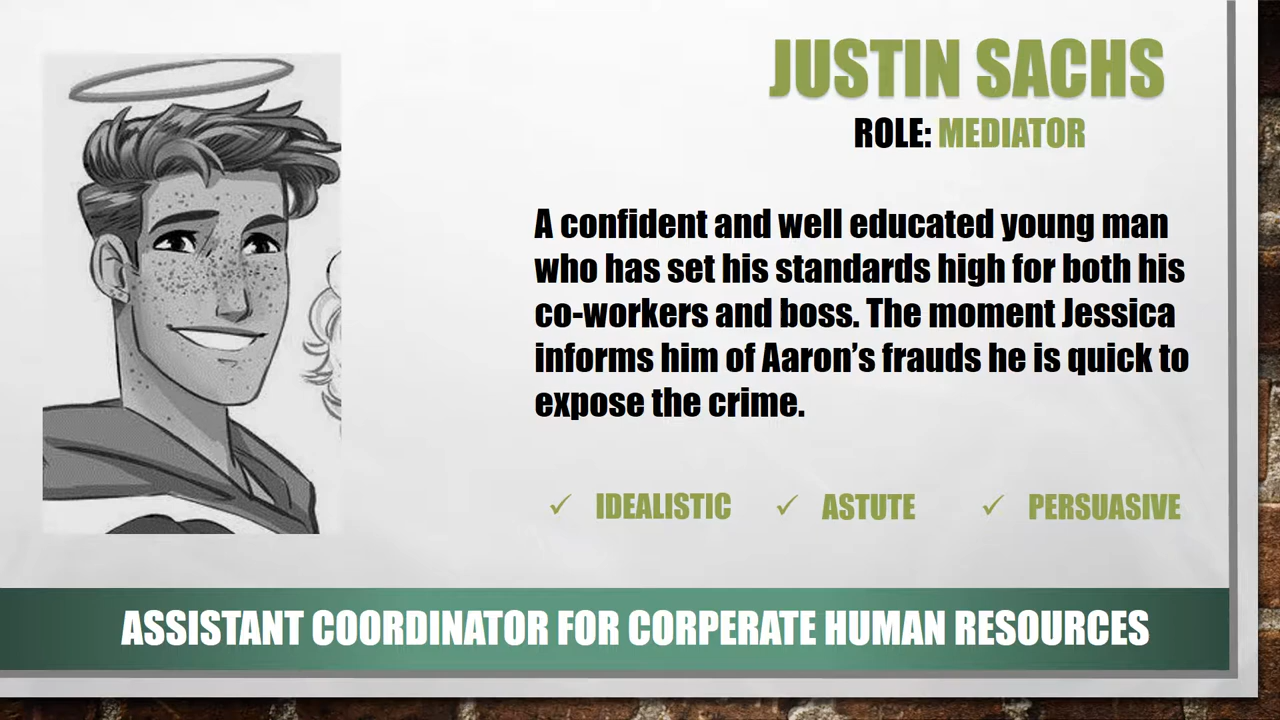 JUSTIN SACHS
ROLE: MEDIATOR
A confident and well educated young man
who has set his standards high for both his
co-workers and boss. The moment Jessica
informs him of Aaron’s frauds he is quick to
expose the crime.
✓ IDEALISTIC ✓ ASTUTE ✓ PERSUASIVE
ASSISTANT COORDINATOR FOR CORPERATE HUMAN RESOURCES